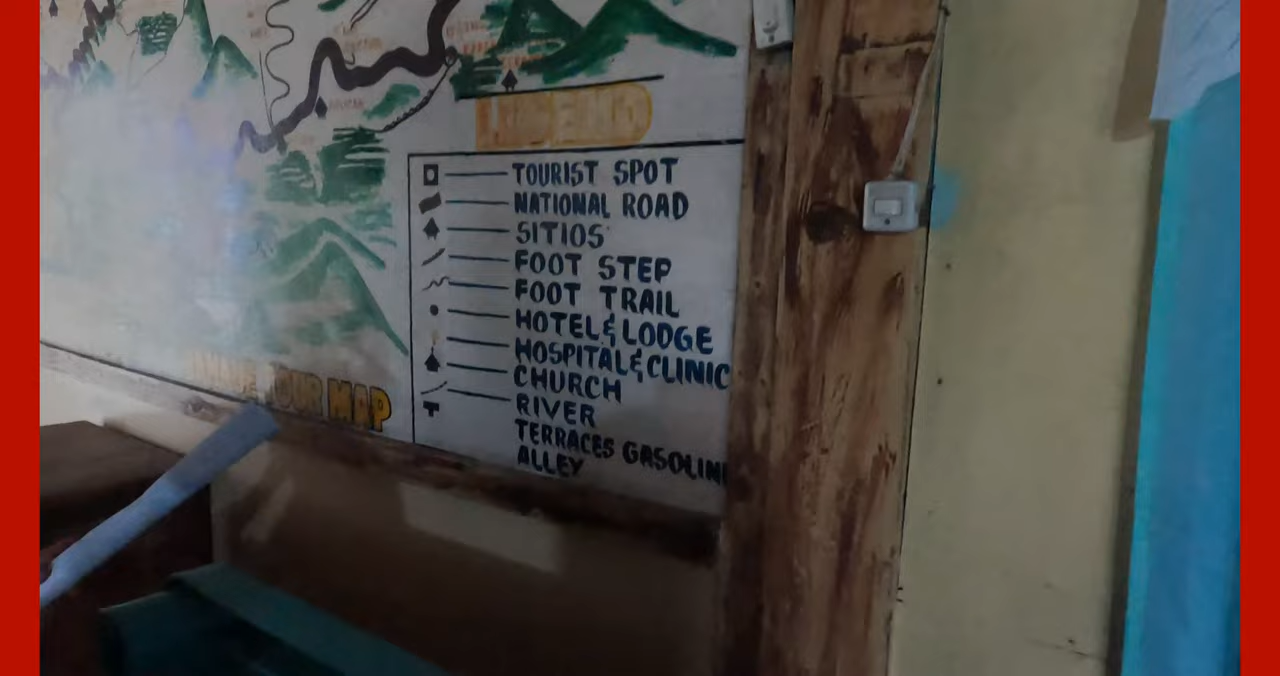 LEGEND
TOURIST SPOT
NATIONAL ROAD
SITIOS
FOOT STEP
FOOT TRAIL
HOTEL & LODGE
HOSPITAL & CLINIC
CHURCH
RIVER
TERRACES GASOLINE
ALLEY
TOUR MAP